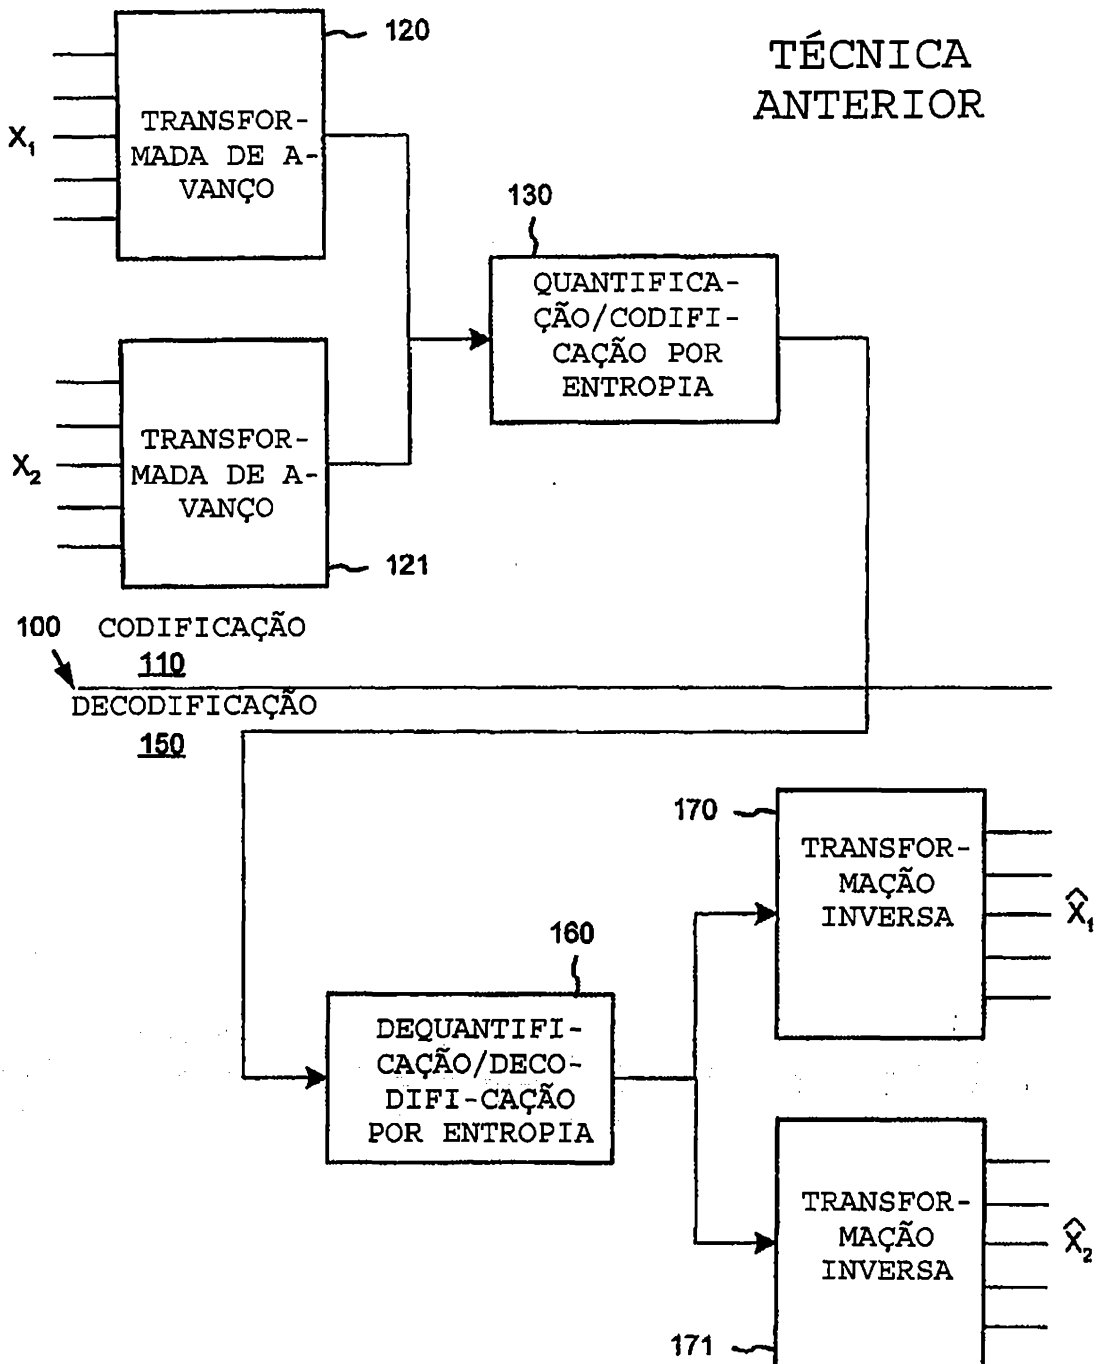 120
TÉCNICA
ANTERIOR
TRANSFOR-
MADA DE A-
VANÇO
X₁
130
QUANTIFICA-
ÇÃO/CODIFI-
CAÇÃO POR
ENTROPIA
TRANSFOR-
MADA DE A-
VANÇO
X₂
121
100 CODIFICAÇÃO
110
DECODIFICAÇÃO
150
170
TRANSFOR-
MAÇÃO
INVERSA
X̂₁
160
DEQUANTIFI-
CAÇÃO/DECO-
DIFI-CAÇÃO
POR ENTROPIA
TRANSFOR-
MAÇÃO
INVERSA
X̂₂
171